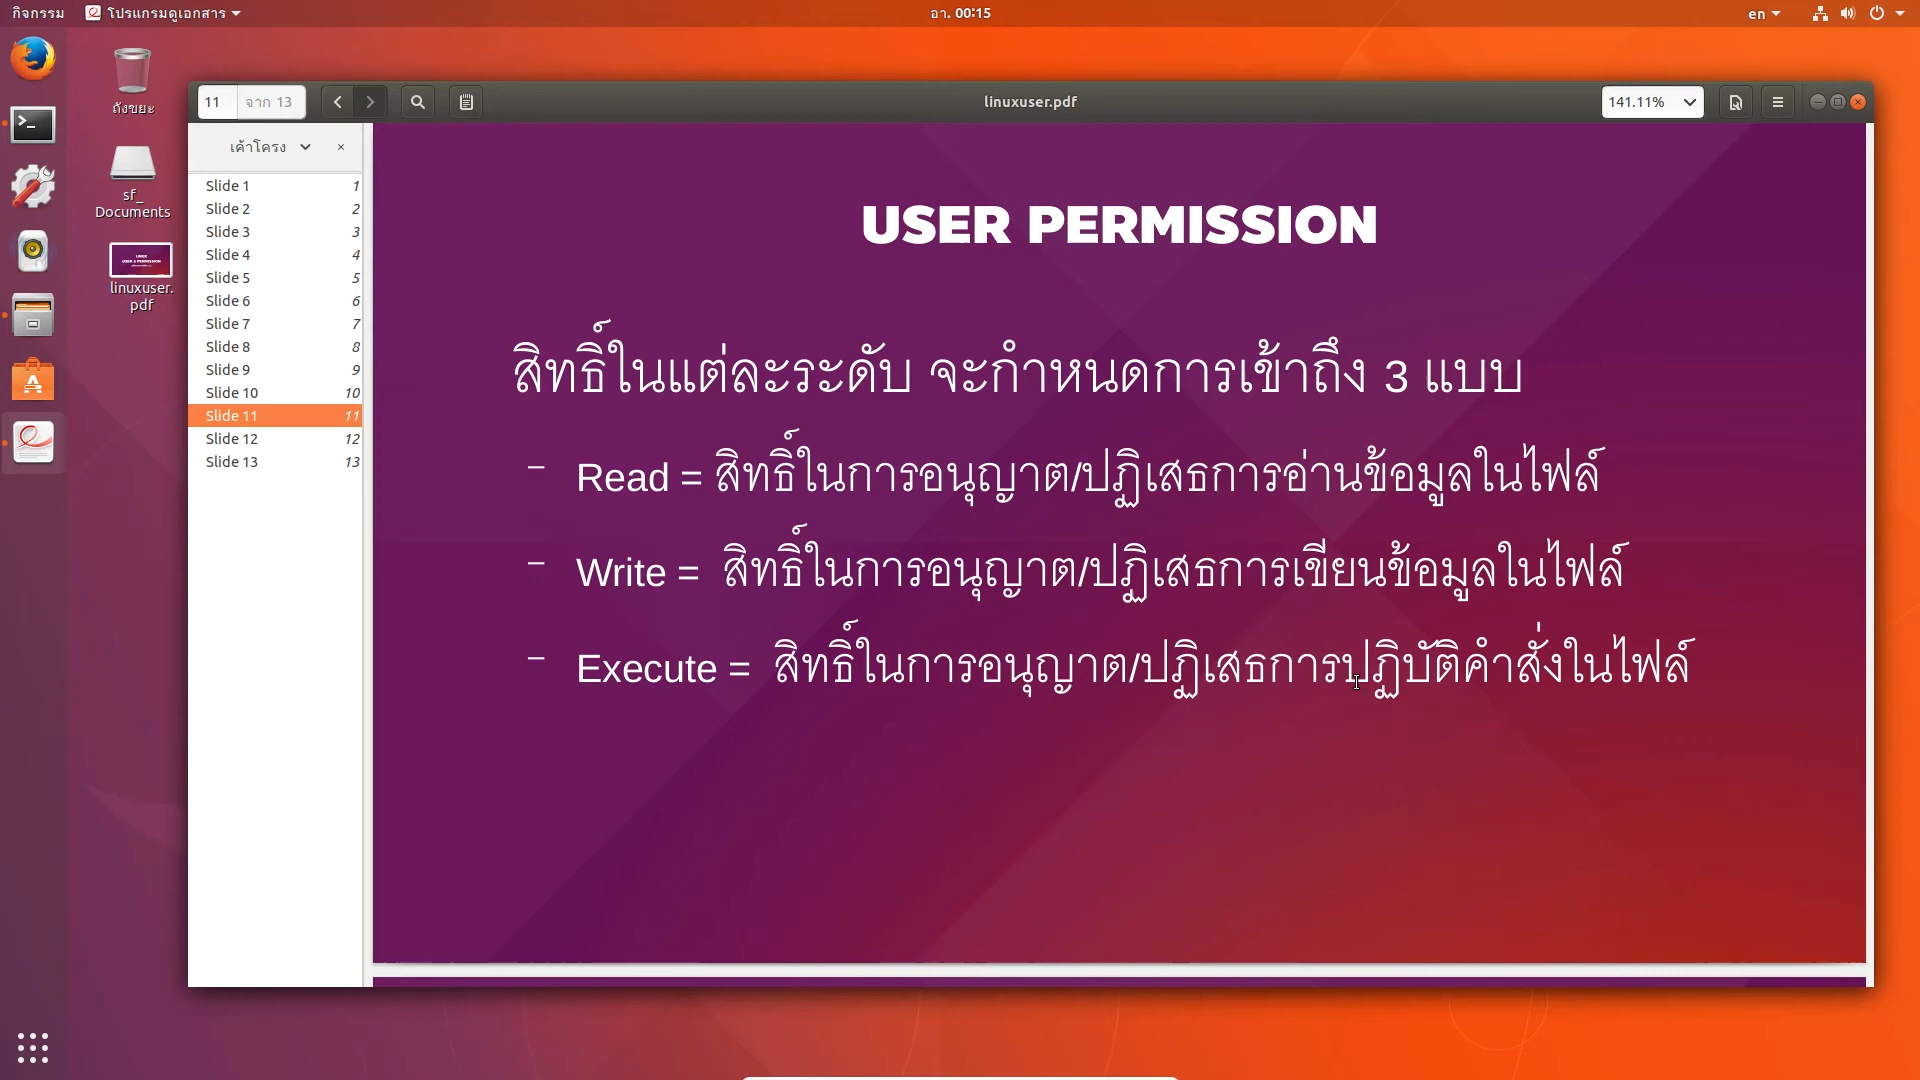 กิจกรรม
โปรแกรมดูเอกสาร
อา. 00:15
en
ถังขยะ
sf_
Documents
linuxuser.
pdf
11
จาก 13
linuxuser.pdf
141.11%
เค้าโครง
Slide 1 1
Slide 2 2
Slide 3 3
Slide 4 4
Slide 5 5
Slide 6 6
Slide 7 7
Slide 8 8
Slide 9 9
Slide 10 10
Slide 11 11
Slide 12 12
Slide 13 13
USER PERMISSION
สิทธิ์ในแต่ละระดับ จะกำหนดการเข้าถึง 3 แบบ
– Read = สิทธิ์ในการอนุญาต/ปฏิเสธการอ่านข้อมูลในไฟล์
– Write = สิทธิ์ในการอนุญาต/ปฏิเสธการเขียนข้อมูลในไฟล์
– Execute = สิทธิ์ในการอนุญาต/ปฏิเสธการปฏิบัติคำสั่งในไฟล์